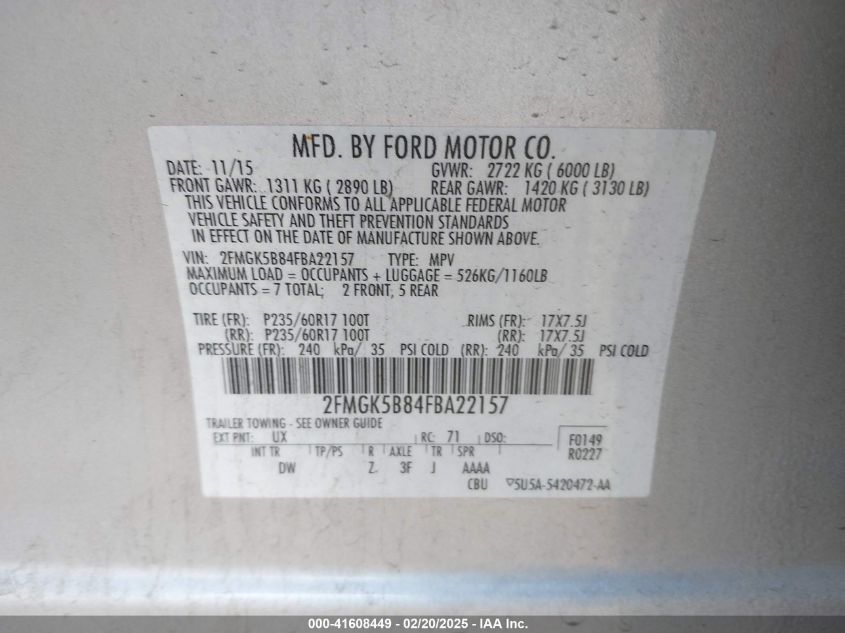 MFD. BY FORD MOTOR CO.
DATE: 11/15 GVWR: 2722 KG ( 6000 LB)
FRONT GAWR: 1311 KG ( 2890 LB) REAR GAWR: 1420 KG ( 3130 LB)
THIS VEHICLE CONFORMS TO ALL APPLICABLE FEDERAL MOTOR
VEHICLE SAFETY AND THEFT PREVENTION STANDARDS
IN EFFECT ON THE DATE OF MANUFACTURE SHOWN ABOVE.
VIN: 2FMGK5B84FBA22157 TYPE: MPV
MAXIMUM LOAD = OCCUPANTS + LUGGAGE = 526KG/1160LB
OCCUPANTS = 7 TOTAL; 2 FRONT, 5 REAR
TIRE (FR): P235/60R17 100T RIMS (FR): 17X7.5J
(RR): P235/60R17 100T (RR): 17X7.5J
PRESSURE (FR): 240 kPa/ 35 PSI COLD (RR): 240 kPa/ 35 PSI COLD
2FMGK5B84FBA22157
TRAILER TOWING - SEE OWNER GUIDE
EXT PNT: UX RC: 71 DSO: F0149
INT TR TP/PS R AXLE TR SPR R0227
DW Z. 3F J AAAA
CBU 5U5A-5420472-AA
000-41608449 - 02/20/2025 - IAA Inc.